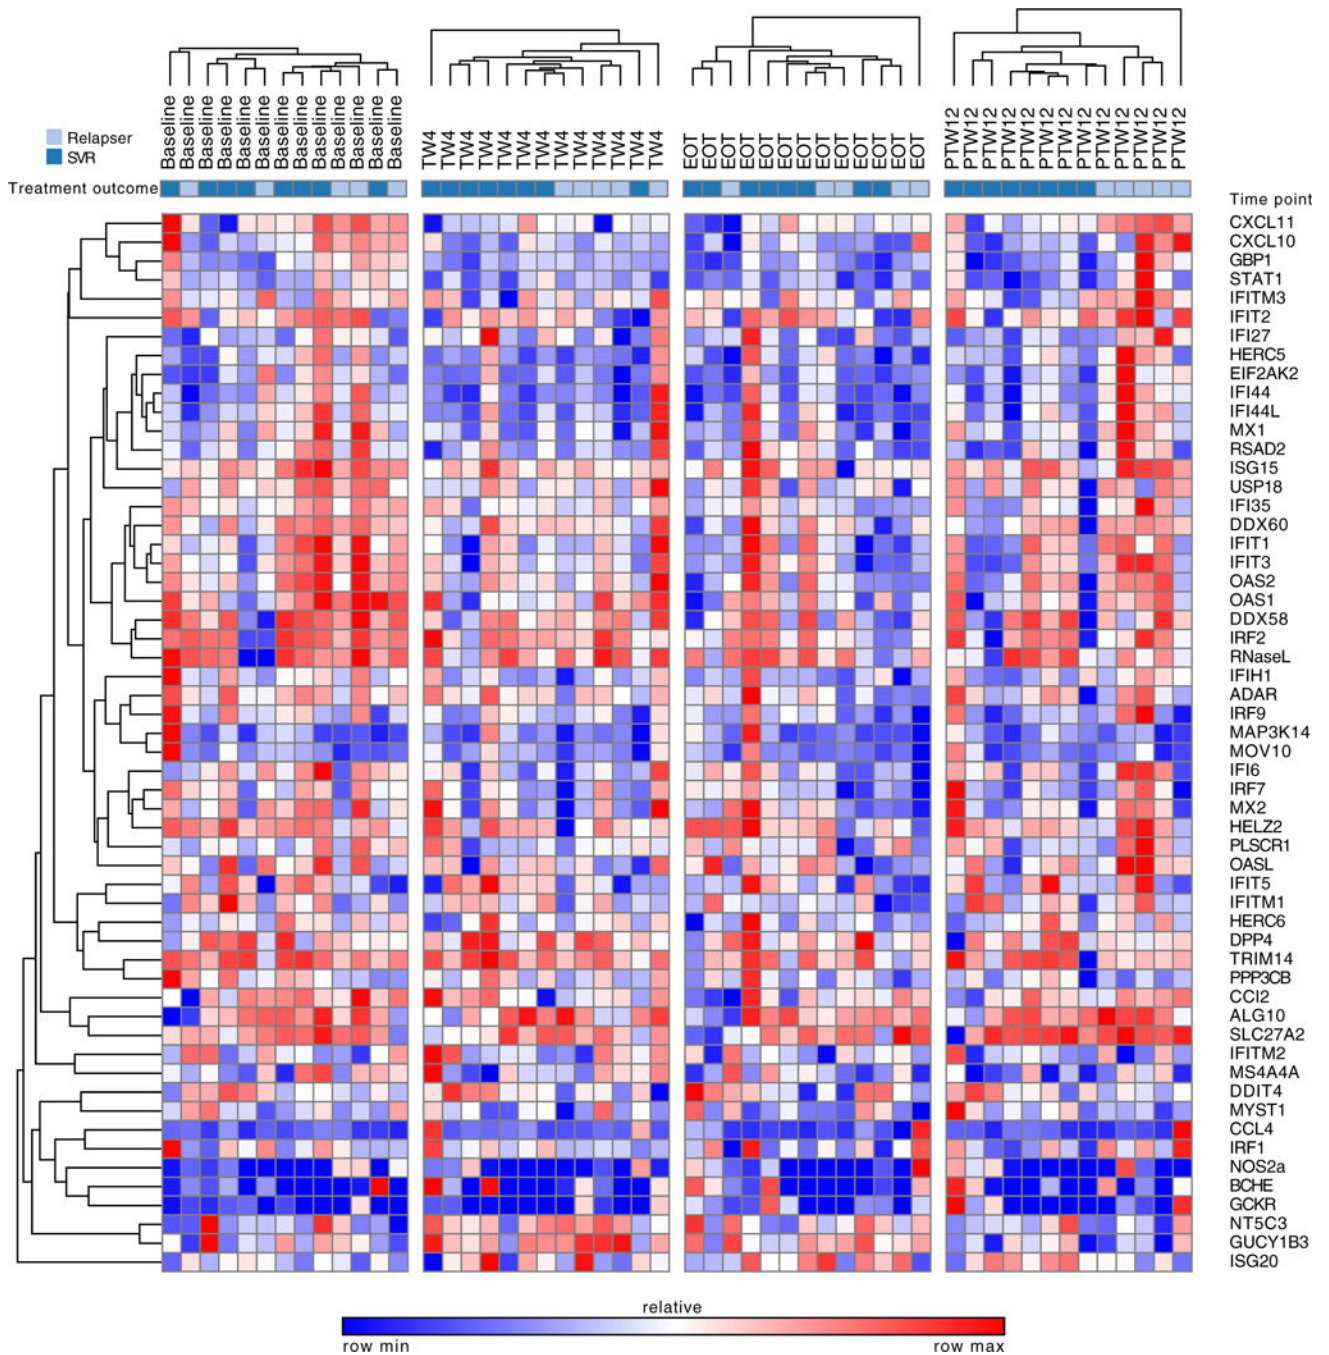 Baseline Baseline Baseline Baseline Baseline Baseline Baseline Baseline Baseline Baseline Baseline Baseline Baseline
TW4 TW4 TW4 TW4 TW4 TW4 TW4 TW4 TW4 TW4 TW4 TW4 TW4
EOT EOT EOT EOT EOT EOT EOT EOT EOT EOT EOT EOT EOT
PTW12 PTW12 PTW12 PTW12 PTW12 PTW12 PTW12 PTW12 PTW12 PTW12 PTW12 PTW12 PTW12
Relapser
SVR
Treatment outcome
Time point
CXCL11
CXCL10
GBP1
STAT1
IFITM3
IFIT2
IFI27
HERC5
EIF2AK2
IFI44
IFI44L
MX1
RSAD2
ISG15
USP18
IFI35
DDX60
IFIT1
IFIT3
OAS2
OAS1
DDX58
IRF2
RNaseL
IFIH1
ADAR
IRF9
MAP3K14
MOV10
IFI6
IRF7
MX2
HELZ2
PLSCR1
OASL
IFIT5
IFITM1
HERC6
DPP4
TRIM14
PPP3CB
CCl2
ALG10
SLC27A2
IFITM2
MS4A4A
DDIT4
MYST1
CCL4
IRF1
NOS2a
BCHE
GCKR
NT5C3
GUCY1B3
ISG20
relative
row min
row max